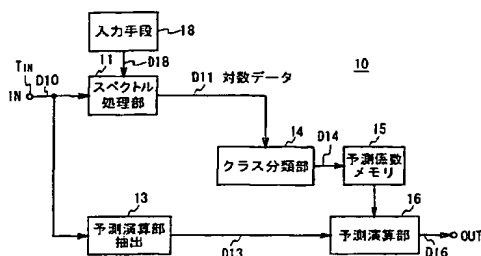 入力手段
18
D18
TIN
D10
IN
11
スペクトル
処理部
D11 対数データ
10
14
クラス分類部
D14
15
予測係数
メモリ
13
予測演算部
抽出
D13
16
予測演算部
D16
OUT